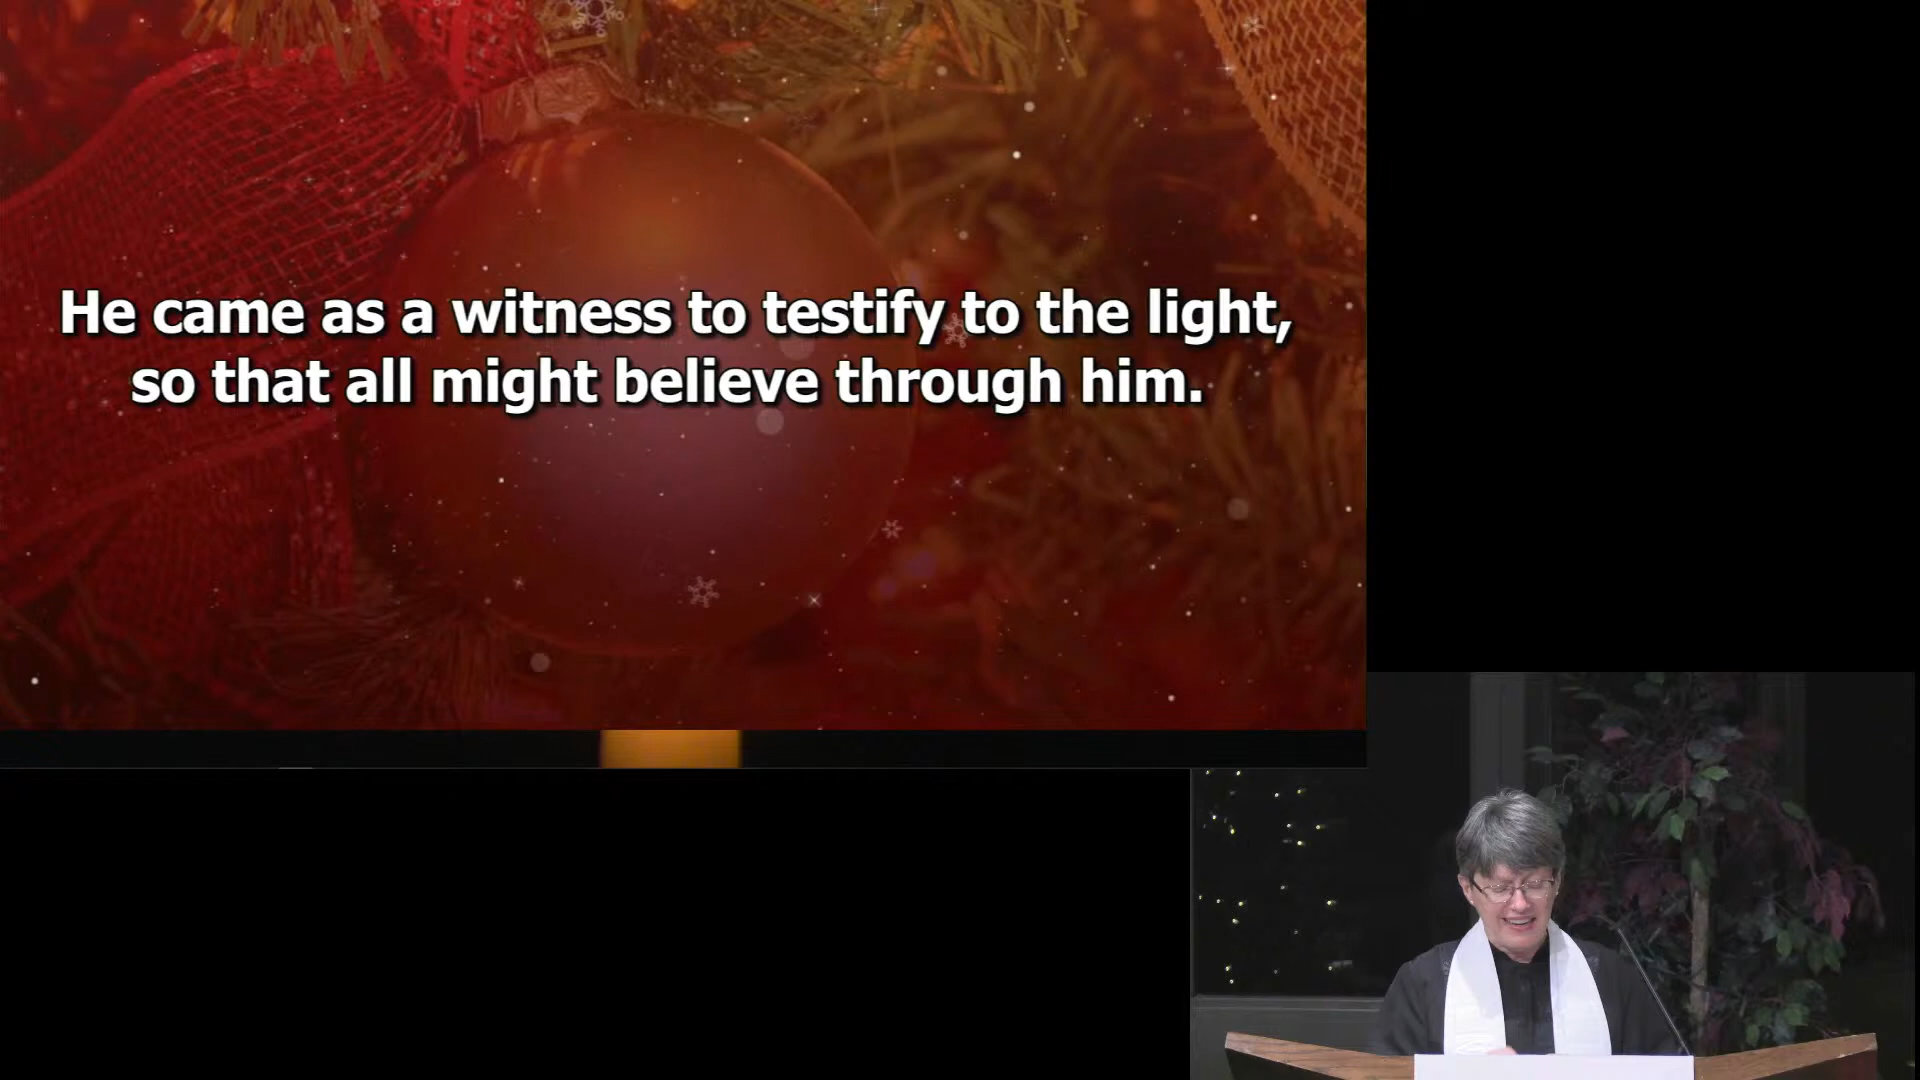 He came as a witness to testify to the light,
so that all might believe through him.